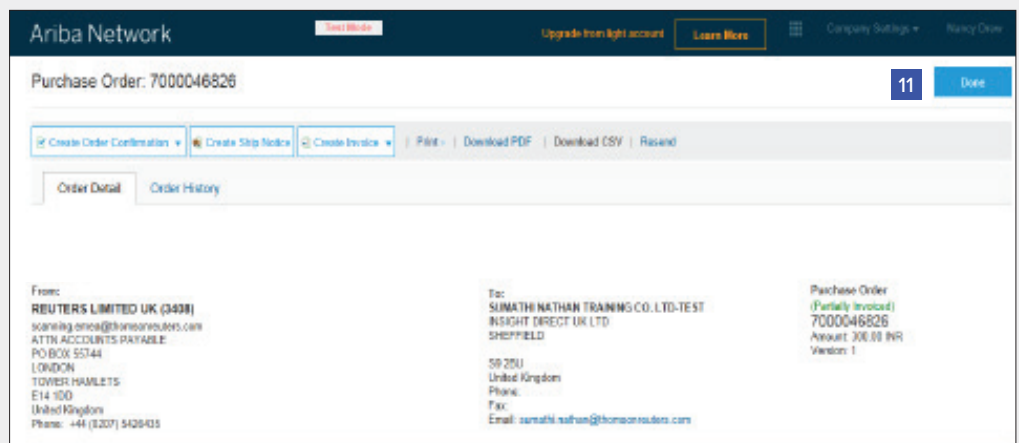 Ariba Network
Test Mode
Upgrade from light account
Learn More
Company Settings
Nancy Drew
Purchase Order: 7000046826
11
Done
Create Order Confirmation
Create Ship Notice
Create Invoice
Print -
Download PDF
Download CSV
Resend
Order Detail
Order History
From:
REUTERS LIMITED UK (3408)
scanning.emea@thomsonreuters.com
ATTN ACCOUNTS PAYABLE
PO BOX 55744
LONDON
TOWER HAMLETS
E14 1DD
United Kingdom
Phone: +44 (0207) 5426435
To:
SUMATHI NATHAN TRAINING CO. LTD-TEST
INSIGHT DIRECT UK LTD
SHEFFIELD
S9 2BU
United Kingdom
Phone:
Fax:
Email: sumathi.nathan@thomsonreuters.com
Purchase Order
(Partially Invoiced)
7000046826
Amount: 300.00 INR
Version: 1